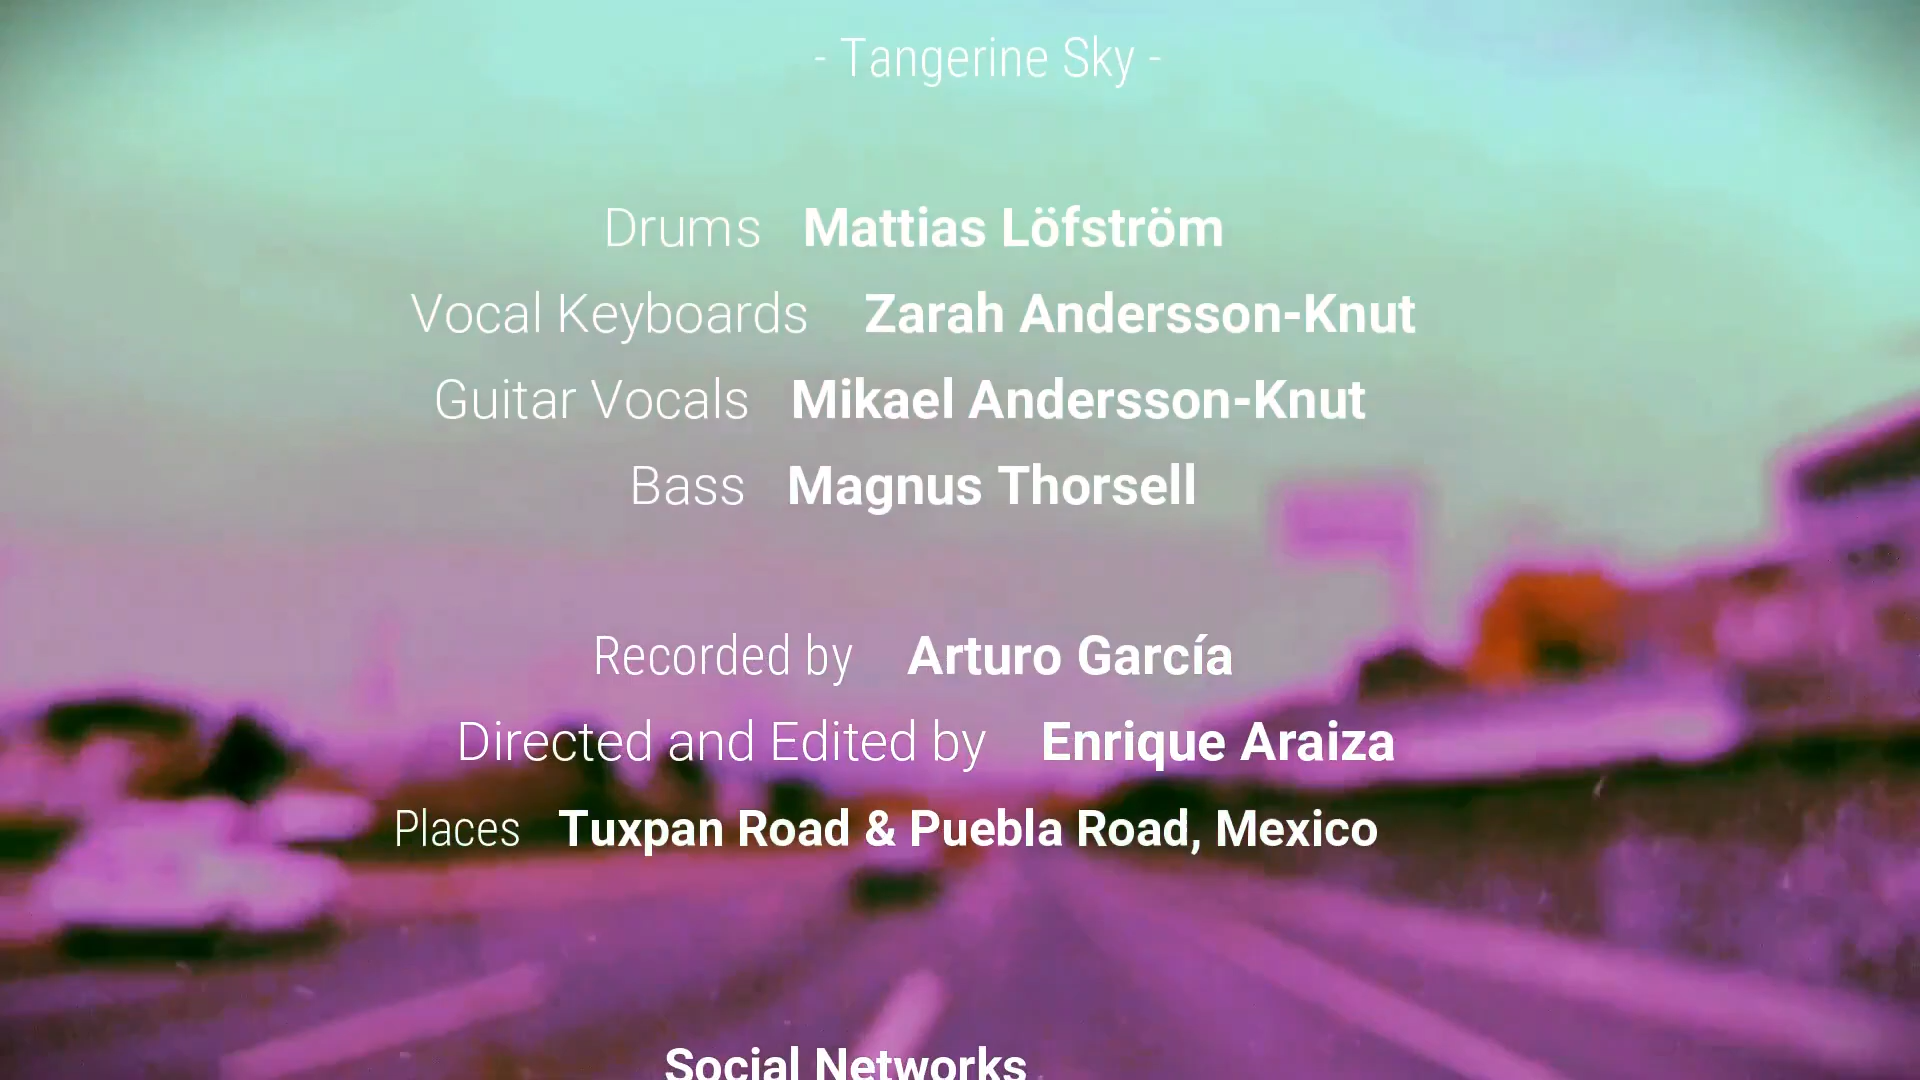 - Tangerine Sky -
Drums Mattias Löfström
Vocal Keyboards Zarah Andersson-Knut
Guitar Vocals Mikael Andersson-Knut
Bass Magnus Thorsell
Recorded by Arturo García
Directed and Edited by Enrique Araiza
Places Tuxpan Road & Puebla Road, Mexico
Social Networks